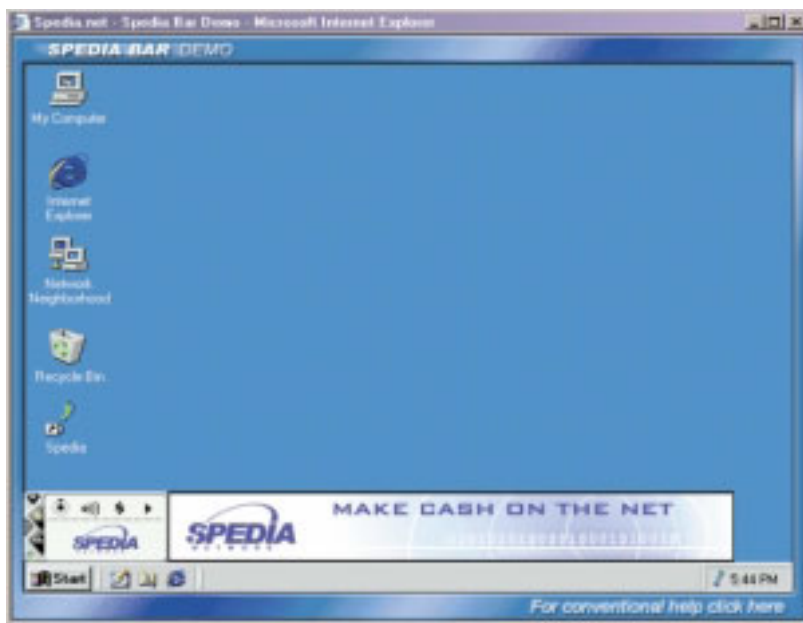 Spedia.net - Spedia Bar Demo - Microsoft Internet Explorer
SPEDIA BAR DEMO
My Computer
Internet
Explorer
Network
Neighborhood
Recycle Bin
Spedia
MAKE CASH ON THE NET
SPEDIA
SPEDIA
NETWORK
Start
5:44 PM
For conventional help click here